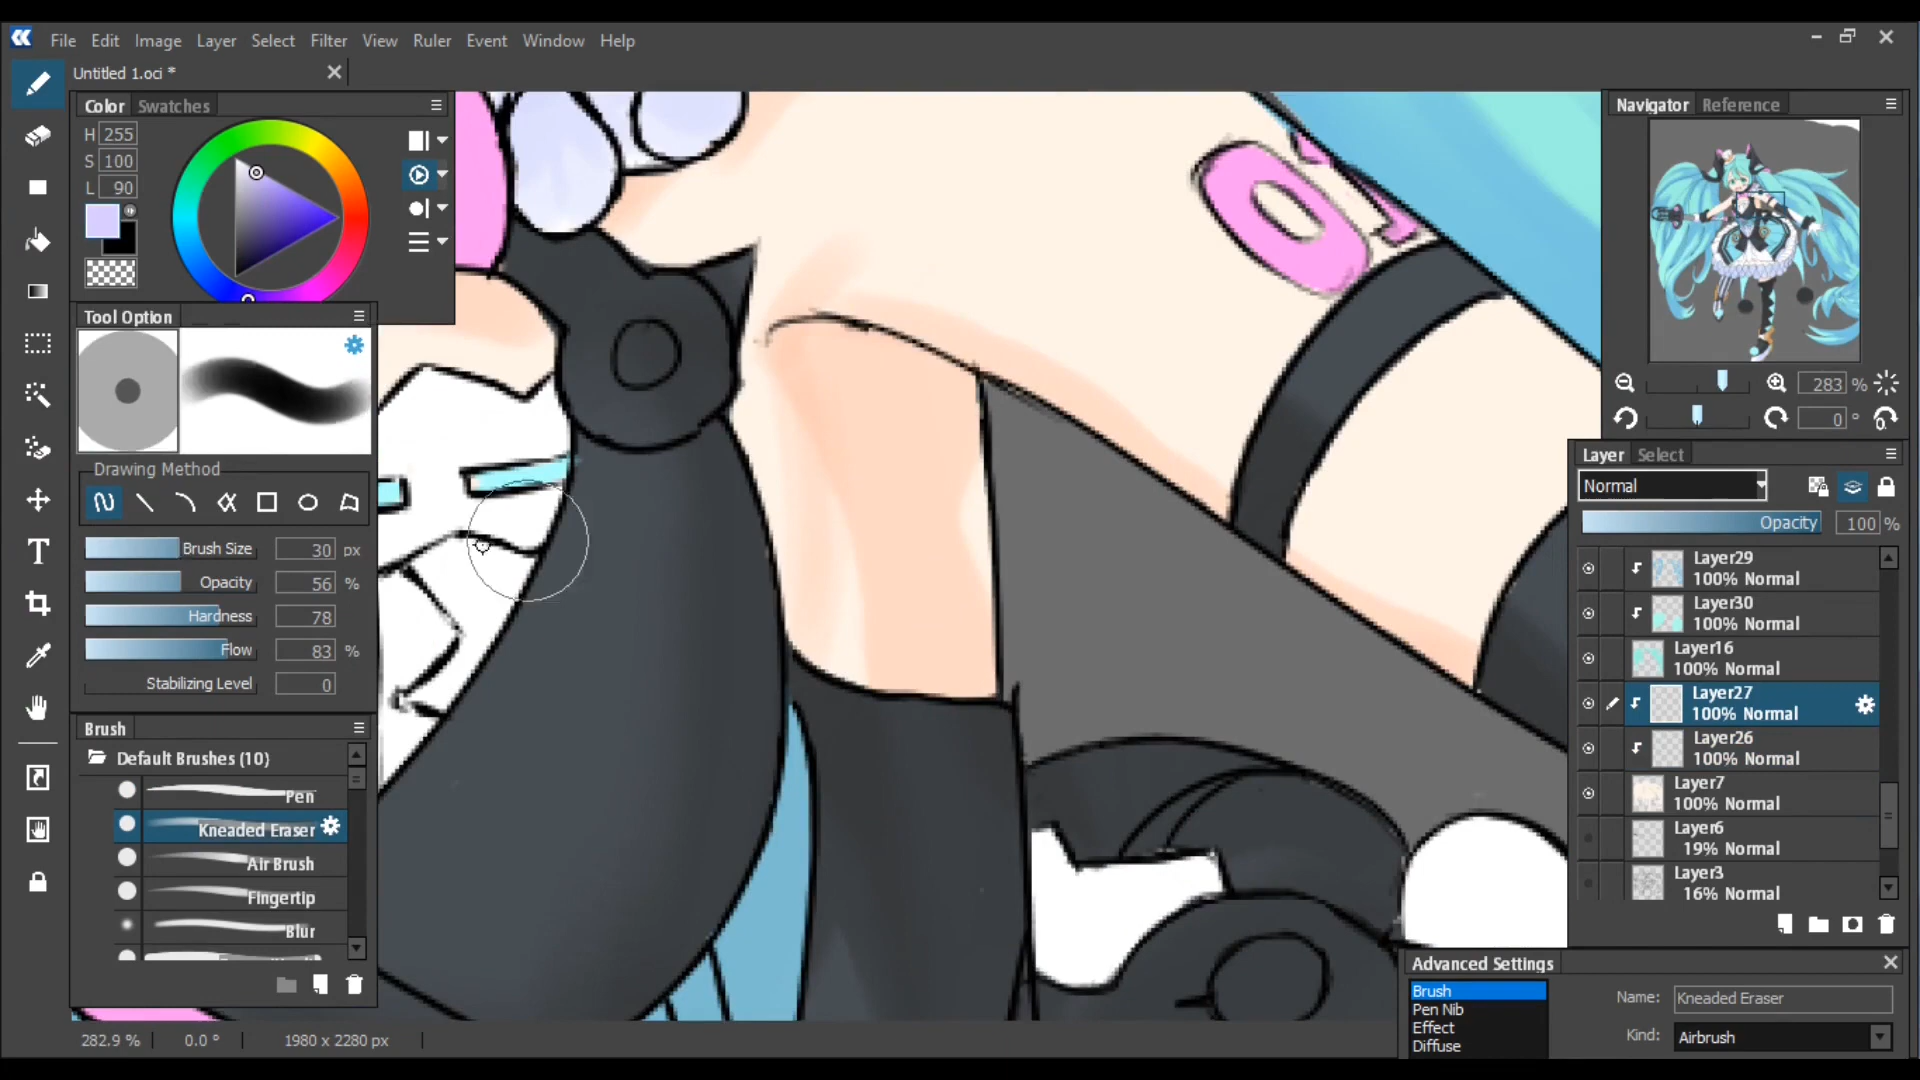 File Edit Image Layer Select Filter View Ruler Event Window Help
Untitled 1.oci *
Color Swatches
H 255
S 100
L 90
Tool Option
Drawing Method
Brush Size 30 px
Opacity 56 %
Hardness 78
Flow 83 %
Stabilizing Level 0
Brush
Default Brushes (10)
Pen
Kneaded Eraser
Air Brush
Fingertip
Blur
282.9 % 0.0 ° 1980 x 2280 px
Navigator Reference
283 %
0 °
Layer Select
Normal
Opacity 100 %
Layer29
100% Normal
Layer30
100% Normal
Layer16
100% Normal
Layer27
100% Normal
Layer26
100% Normal
Layer7
100% Normal
Layer6
19% Normal
Layer3
16% Normal
Advanced Settings
Brush
Pen Nib
Effect
Diffuse
Name: Kneaded Eraser
Kind: Airbrush